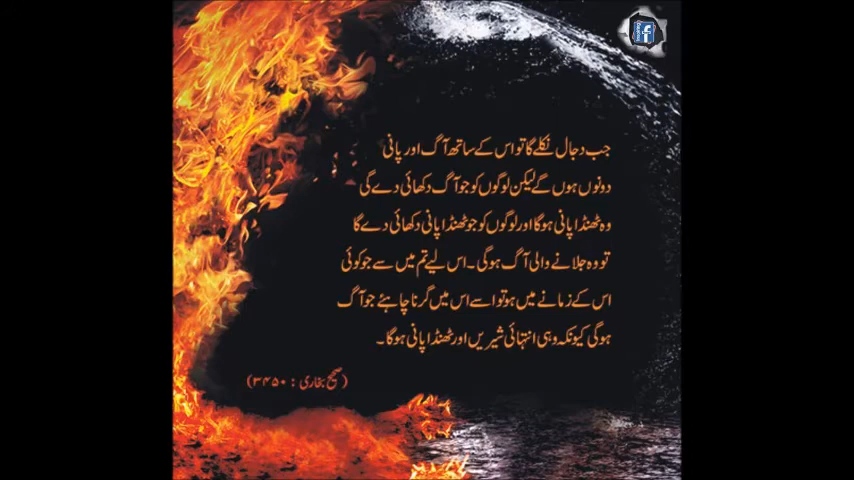 جب دجال نکلے گا تو اس کے ساتھ آگ اور پانی
دونوں ہوں گے لیکن لوگوں کو جو آگ دکھائی دے گی
وہ ٹھنڈا پانی ہوگا اور لوگوں کو جو ٹھنڈا پانی دکھائی دے گا
تو وہ جلانے والی آگ ہوگی۔ اس لیے تم میں سے جو کوئی
اس کے زمانے میں ہو تو اسے اس میں گرنا چاہئے جو آگ
ہوگی کیونکہ وہی انتہائی شیریں اور ٹھنڈا پانی ہوگا۔
(صحیح بخاری : ۳۴۵۰)